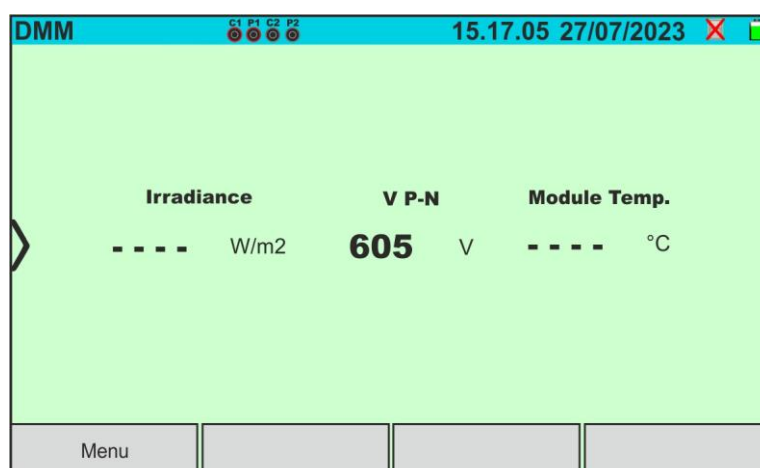 DMM C1 P1 C2 P2 15.17.05 27/07/2023
Irradiance V P-N Module Temp.
---- W/m2 605 V ---- °C
Menu